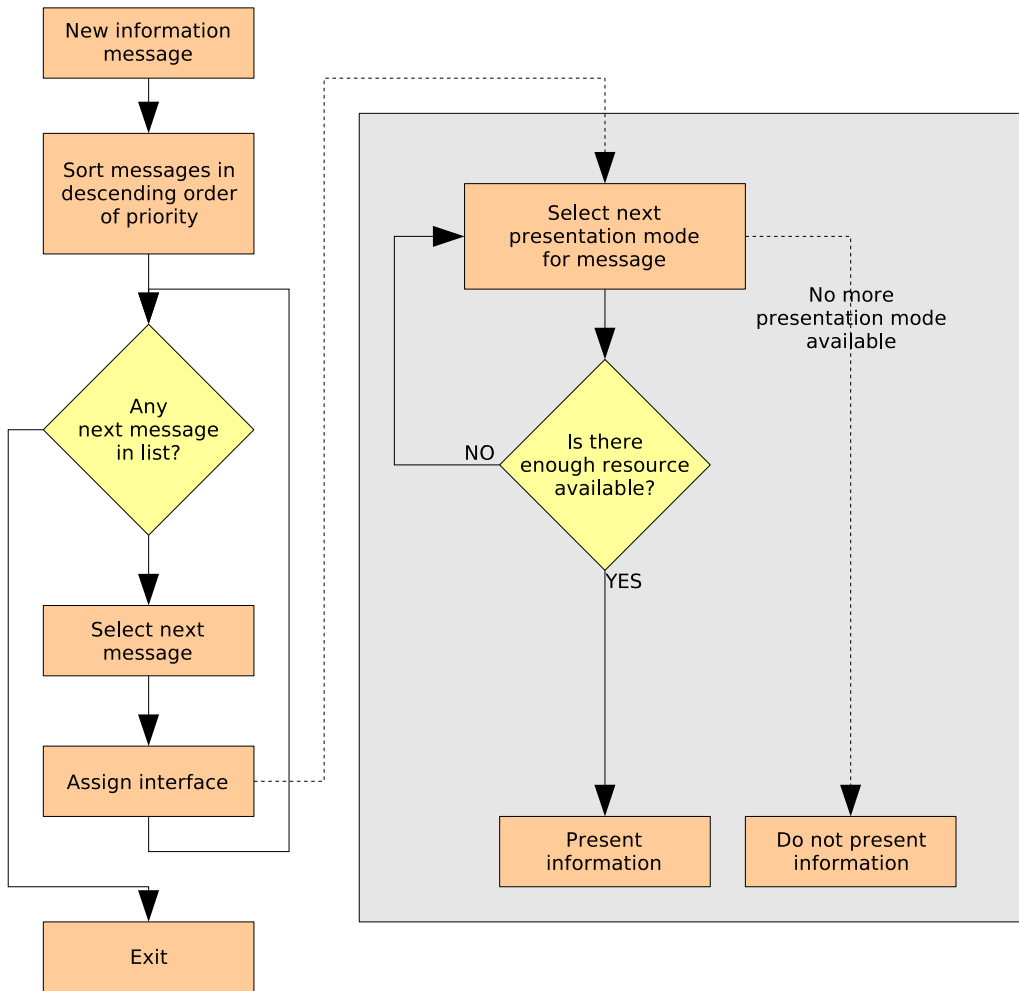 New information
message
Sort messages in
descending order
of priority
Any
next message
in list?
Select next
message
Assign interface
Exit
Select next
presentation mode
for message
No more
presentation mode
available
Is there
enough resource
available?
NO
YES
Present
information
Do not present
information